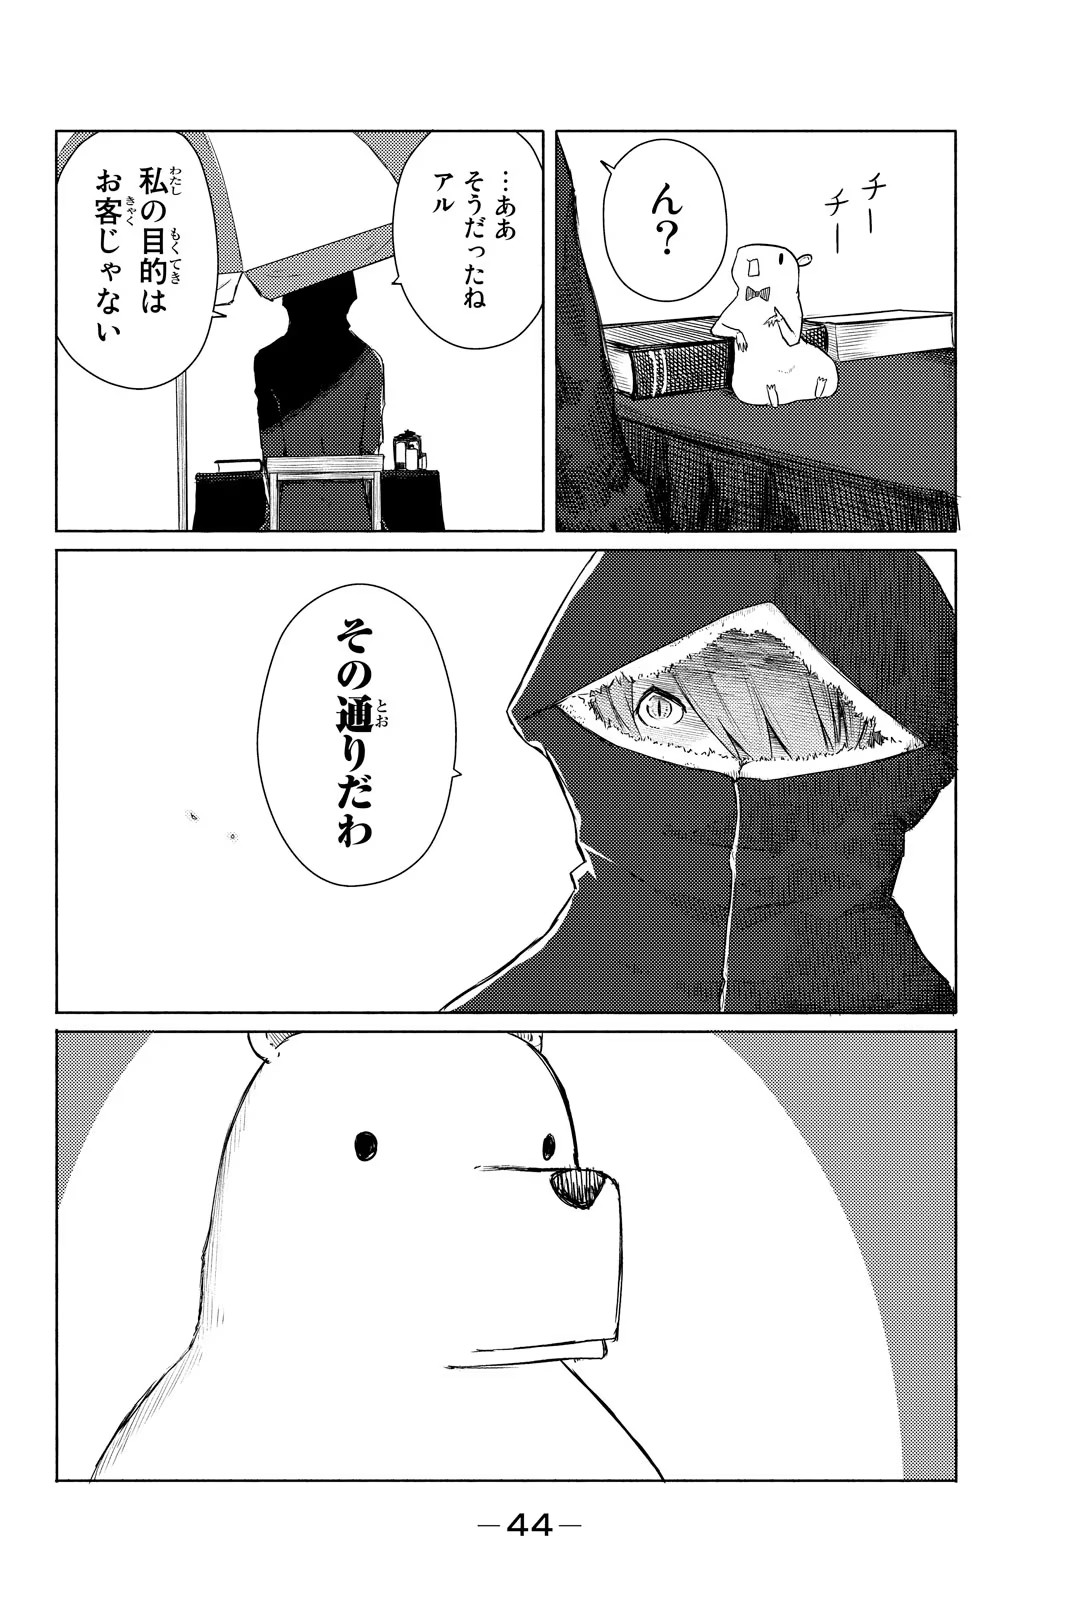 ん？
チー
チー
…ああ
そうだったね
アル
私の目的は
お客じゃない
その通りだわ
—44—